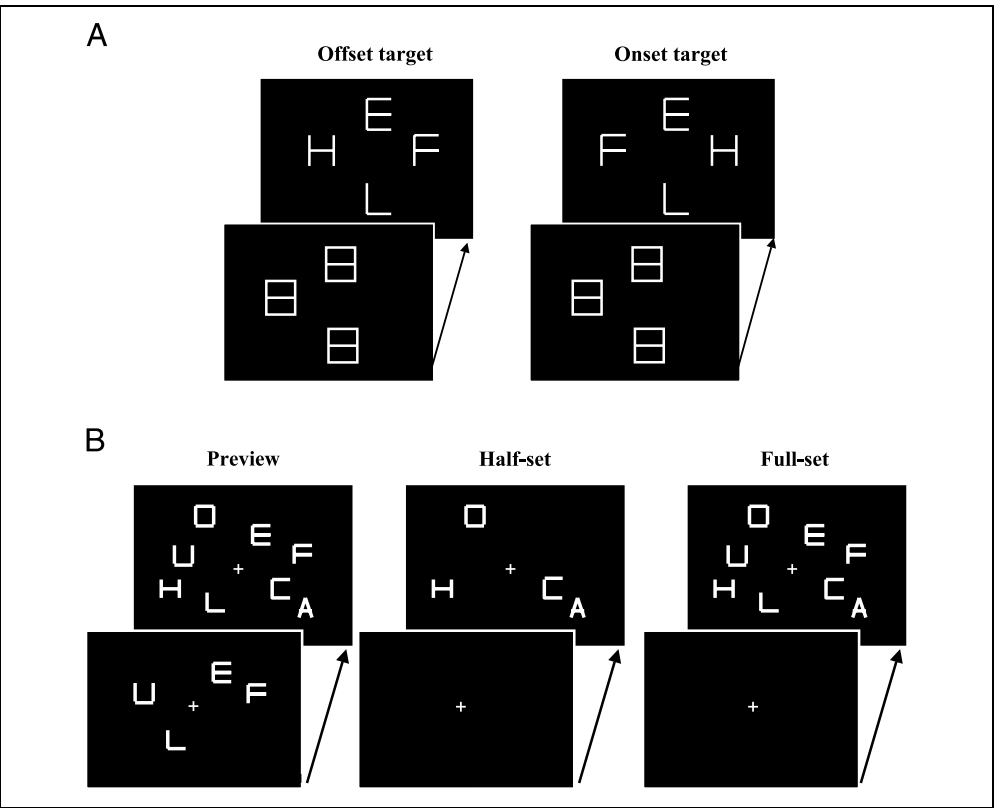 A
Offset target Onset target
E E
H F F H
L L
B
Preview Half-set Full-set
O O O
E E
U F U F
H C H C H C
L A A L A
E
U F
L